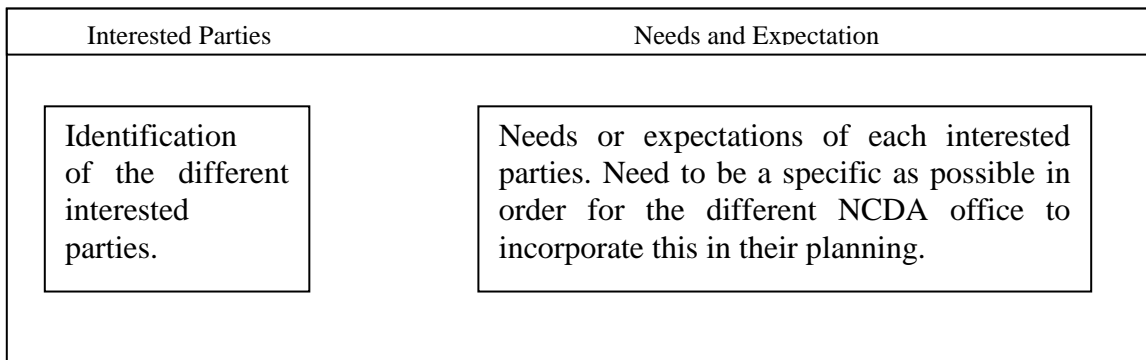 Interested Parties Needs and Expectation
Identification
of the different
interested
parties.
Needs or expectations of each interested
parties. Need to be a specific as possible in
order for the different NCDA office to
incorporate this in their planning.